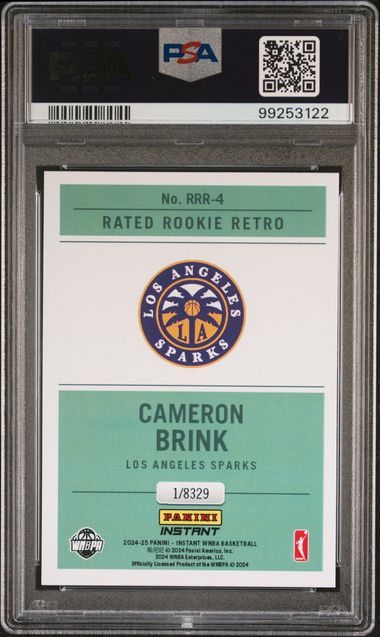 PSA
99253122
No. RRR-4
RATED ROOKIE RETRO
LOS ANGELES
LA
SPARKS
CAMERON
BRINK
LOS ANGELES SPARKS
1/8329
PANINI
INSTANT
WNBPA
2024-25 PANINI – INSTANT WNBA BASKETBALL
© 2024 Panini America, Inc.
© 2024 WNBA Enterprises, LLC.
Officially Licensed Product of the WNBPA © 2024